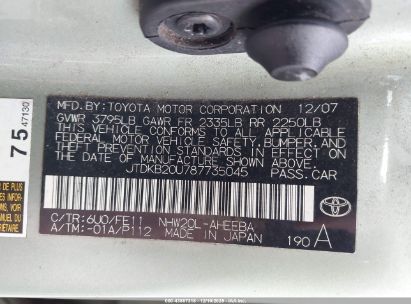 MFD.BY:TOYOTA MOTOR CORPORATION 12/07
GVWR 3795LB GAWR FR 2335LB RR 2250LB
THIS VEHICLE CONFORMS TO ALL APPLICABLE
FEDERAL MOTOR VEHICLE SAFETY, BUMPER, AND
THEFT PREVENTION STANDARDS IN EFFECT ON
THE DATE OF MANUFACTURE SHOWN ABOVE.
JTDKB20U787735045 PASS.CAR
C/TR:6U0/FE11 NHW20L-AHEEBA
A/TM:-01A/P112 MADE IN JAPAN 190 A
75 47130